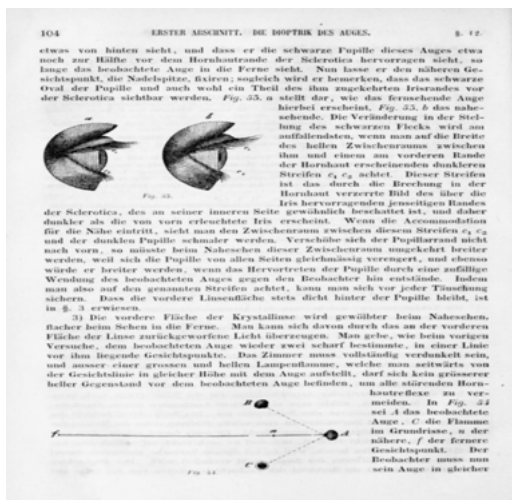 104 ERSTER ABSCHNITT. DIE DIOPTRIK DES AUGES. §. 12.
etwas von hinten sieht, und dass er die schwarze Pupille dieses Auges etwa
noch zur Hälfte vor dem Hornhautrande der Sclerotica hervorragen sieht, so
lange das beobachtete Auge in die Ferne sieht. Nun lasse er den näheren Ge-
sichtspunkt, die Nadelspitze, fixiren; sogleich wird er bemerken, dass das schwarze
Oval der Pupille und auch wohl ein Theil des ihm zugekehrten Irisrandes vor
der Sclerotica sichtbar werden. Fig. 55. a stellt dar, wie das fernsehende Auge
hierbei erscheint, Fig. 55. b das nahe-
sehende. Die Veränderung in der Stel-
lung des schwarzen Flecks wird am
auffallendsten, wenn man auf die Breite
des hellen Zwischenraums zwischen
ihm und einem am vorderen Rande
der Hornhaut erscheinenden dunkleren
Streifen c₁ c₂ achtet. Dieser Streifen
ist das durch die Brechung in der
Hornhaut verzerrte Bild des über die
Iris hervorragenden jenseitigen Randes
a
b
der Sclerotica, des an seiner inneren Seite gewöhnlich beschattet ist, und daher
dunkler als die von vorn erleuchtete Iris erscheint. Wenn die Accommodation
für die Nähe eintritt, sieht man den Zwischenraum zwischen diesem Streifen c₁ c₂
und der dunklen Pupille schmaler werden. Verschöbe sich der Pupillarrand nicht
nach vorn, so müsste beim Nahesehen dieser Zwischenraum umgekehrt breiter
werden, weil sich die Pupille von allen Seiten gleichmässig verengert, und ebenso
würde er breiter werden, wenn das Hervortreten der Pupille durch eine zufällige
Wendung des beobachteten Auges gegen den Beobachter hin entstände. Indem
man also auf den genannten Streifen achtet, kann man sich vor jeder Täuschung
sichern. Dass die vordere Linsenfläche stets dicht hinter der Pupille bleibt, ist
in §. 3 erwiesen.
3) Die vordere Fläche der Krystallinse wird gewölbter beim Nahesehen,
flacher beim Sehen in die Ferne. Man kann sich davon durch das an der vorderen
Fläche der Linse zurückgeworfene Licht überzeugen. Man gebe, wie beim vorigen
Versuche, dem beobachteten Auge wieder zwei scharf bestimmte, in einer Linie
vor ihm liegende Gesichtspunkte. Das Zimmer muss vollständig verdunkelt sein,
und ausser einer grossen und hellen Lampenflamme, welche man seitwärts von
der Gesichtslinie in gleicher Höhe mit dem Auge aufstellt, darf sich kein grösserer
heller Gegenstand vor dem beobachteten Auge befinden, um alle störenden Horn-
hautreflexe zu ver-
meiden. In Fig. 54
sei A das beobachtete
Auge, C die Flamme
im Grundrisse, n der
nähere, f der fernere
Gesichtspunkt. Der
Beobachter muss nun
sein Auge in gleicher
B
f
n
A
C